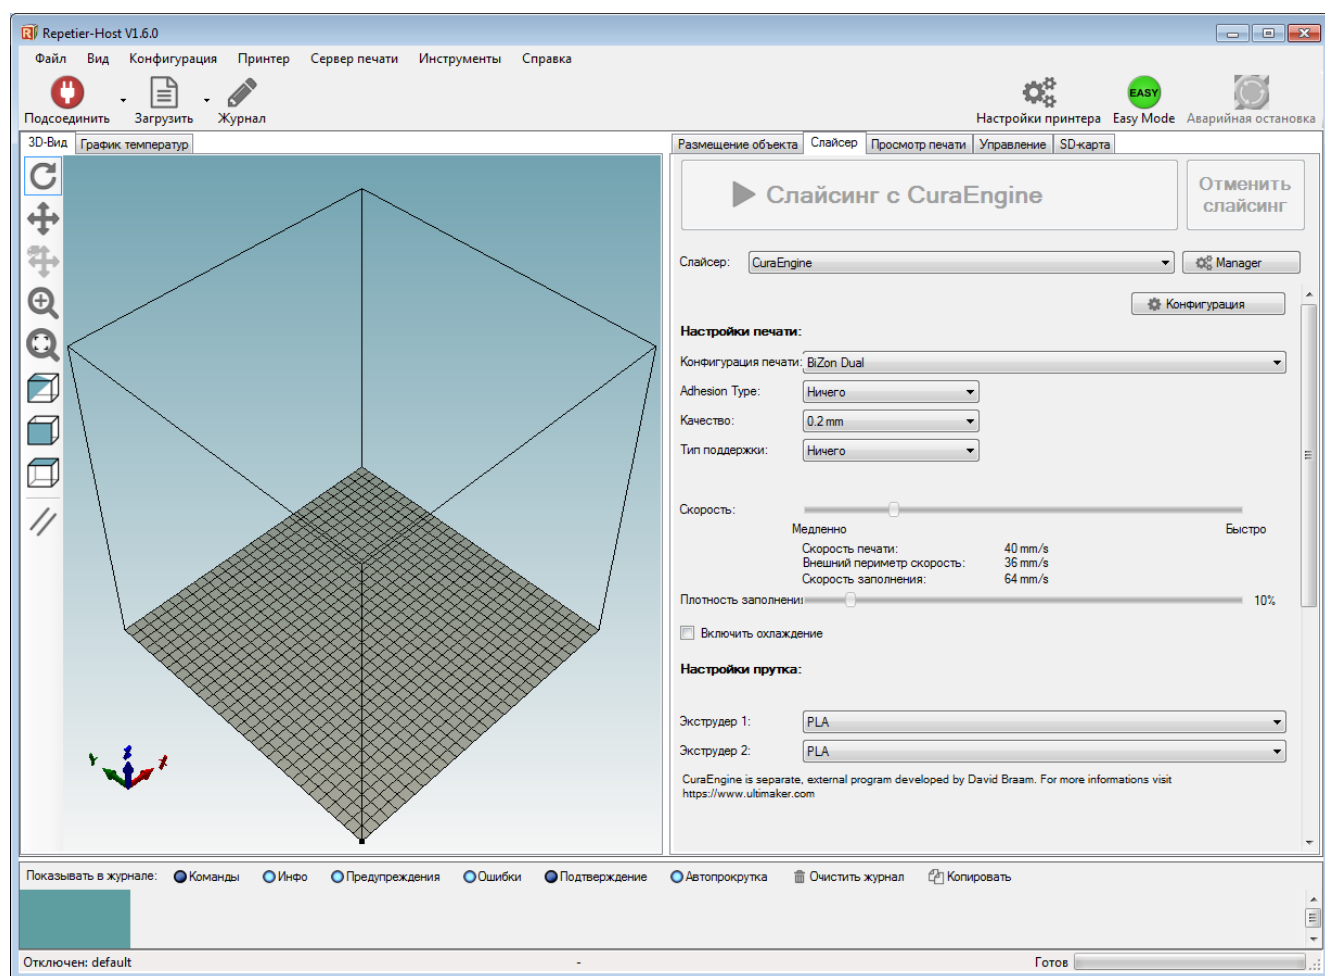 Repetier-Host V1.6.0
Файл Вид Конфигурация Принтер Сервер печати Инструменты Справка
Подсоединить Загрузить Журнал Настройки принтера EASY Easy Mode Аварийная остановка
3D-Вид График температур
Размещение объекта Слайсер Просмотр печати Управление SD-карта
Слайсинг с CuraEngine
Отменить
слайсинг
Слайсер: CuraEngine Manager
Конфигурация
Настройки печати:
Конфигурация печати: BiZon Dual
Adhesion Type: Ничего
Качество: 0.2 mm
Тип поддержки: Ничего
Скорость:
Медленно Быстро
Скорость печати: 40 mm/s
Внешний периметр скорость: 36 mm/s
Скорость заполнения: 64 mm/s
Плотность заполнени 10%
Включить охлаждение
Настройки прутка:
Экструдер 1: PLA
Экструдер 2: PLA
CuraEngine is separate, external program developed by David Braam. For more informations visit
https://www.ultimaker.com
Показывать в журнале: Команды Инфо Предупреждения Ошибки Подтверждение Автопрокрутка Очистить журнал Копировать
Отключен: default - Готов